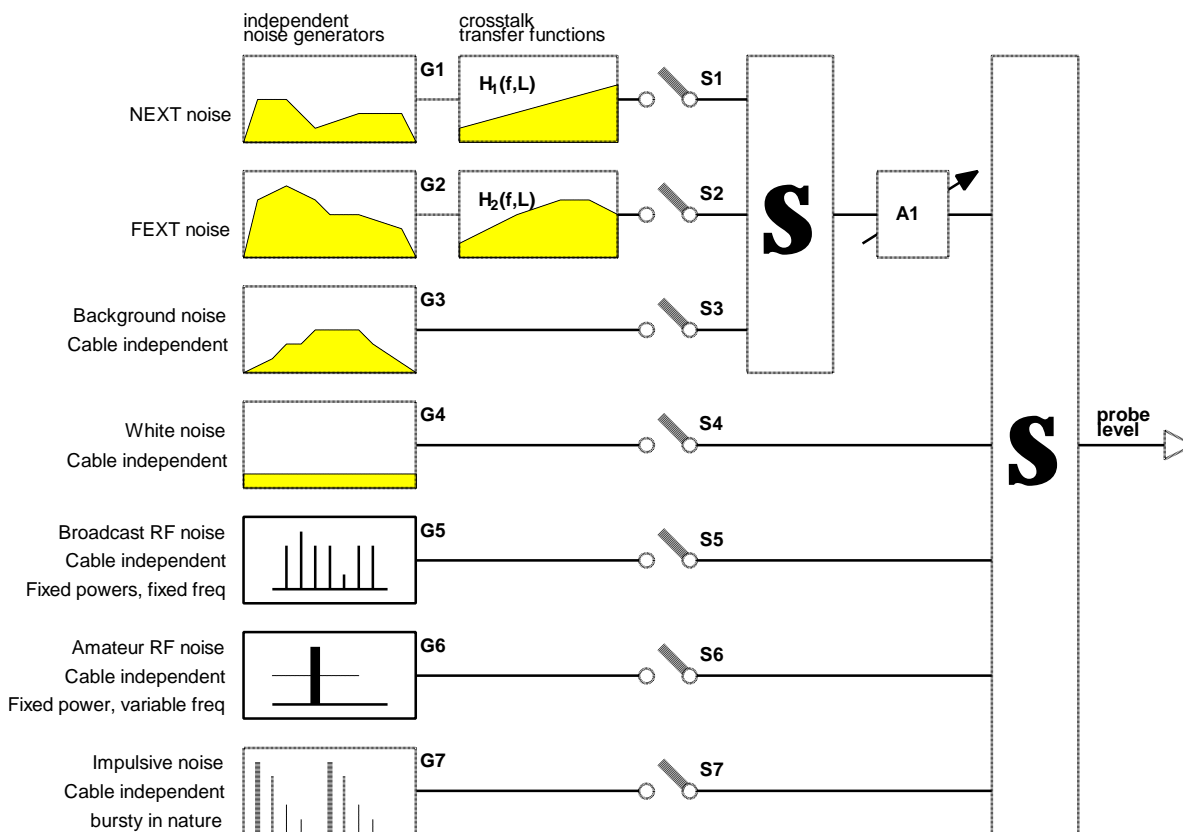 independent
noise generators
crosstalk
transfer functions
NEXT noise
G1
H1(f,L)
S1
FEXT noise
G2
H2(f,L)
S2
S
A1
Background noise
Cable independent
G3
S3
White noise
Cable independent
G4
S4
S
probe
level
Broadcast RF noise
Cable independent
Fixed powers, fixed freq
G5
S5
Amateur RF noise
Cable independent
Fixed power, variable freq
G6
S6
Impulsive noise
Cable independent
bursty in nature
G7
S7